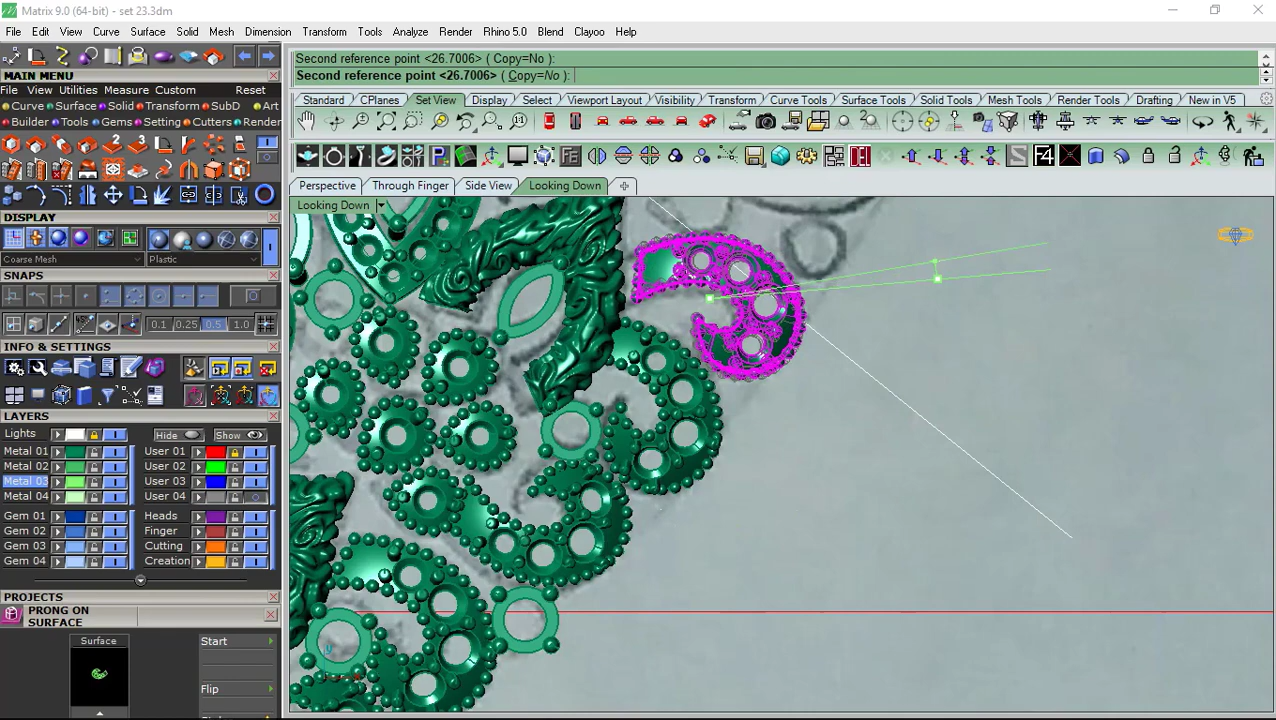 Matrix 9.0 (64-bit) - set 23.3dm
File Edit View Curve Surface Solid Mesh Dimension Transform Tools Analyze Render Rhino 5.0 Blend Clayoo Help
Second reference point <26.7006> ( Copy=No ):
Second reference point <26.7006> ( Copy=No ):
MAIN MENU
File View Utilities Measure Custom Reset
Curve Surface Solid Transform SubD Art
Builder Tools Gems Setting Cutters Render
Standard CPlanes Set View Display Select Viewport Layout Visibility Transform Curve Tools Surface Tools Solid Tools Mesh Tools Render Tools Drafting New in V5
Perspective Through Finger Side View Looking Down
Looking Down
DISPLAY
Custom Plastic
SNAPS
0.1 0.25 0.5 1.0
INFO & SETTINGS
LAYERS
Lights Hide Show
Metal 01 User 01
Metal 02 User 02
Metal 03 User 03
Metal 04 User 04
Gem 01 Heads
Gem 02 Finger
Gem 03 Cutting
Gem 04 Creation
PROJECTS
PRONG ON
SURFACE
Surface
Start
Flip